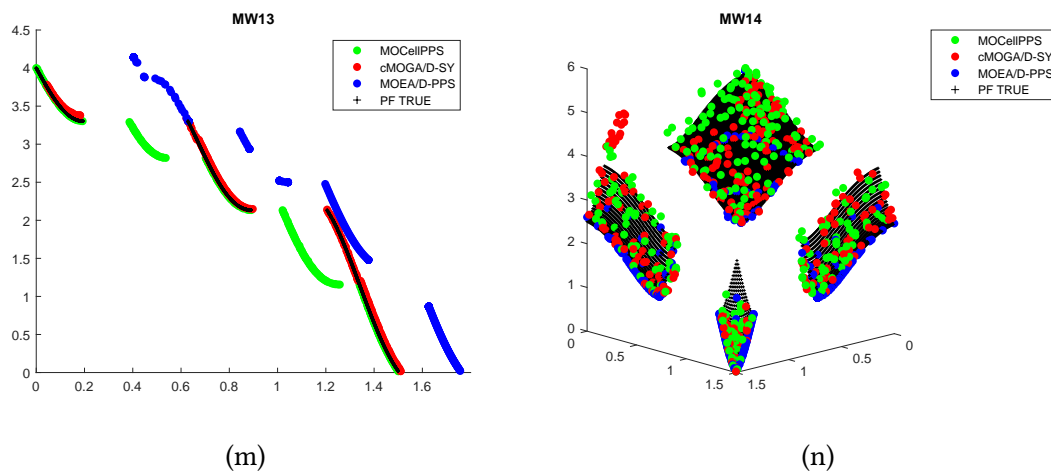 MW13
4.5
4
3.5
3
2.5
2
1.5
1
0.5
0
0 0.2 0.4 0.6 0.8 1 1.2 1.4 1.6
MOCellPPS
cMOGA/D-SY
MOEA/D-PPS
PF TRUE
(m)
MW14
6
5
4
3
2
1
0
0 0.5 1 1.5
1.5 1 0.5 0
MOCellPPS
cMOGA/D-SY
MOEA/D-PPS
PF TRUE
(n)